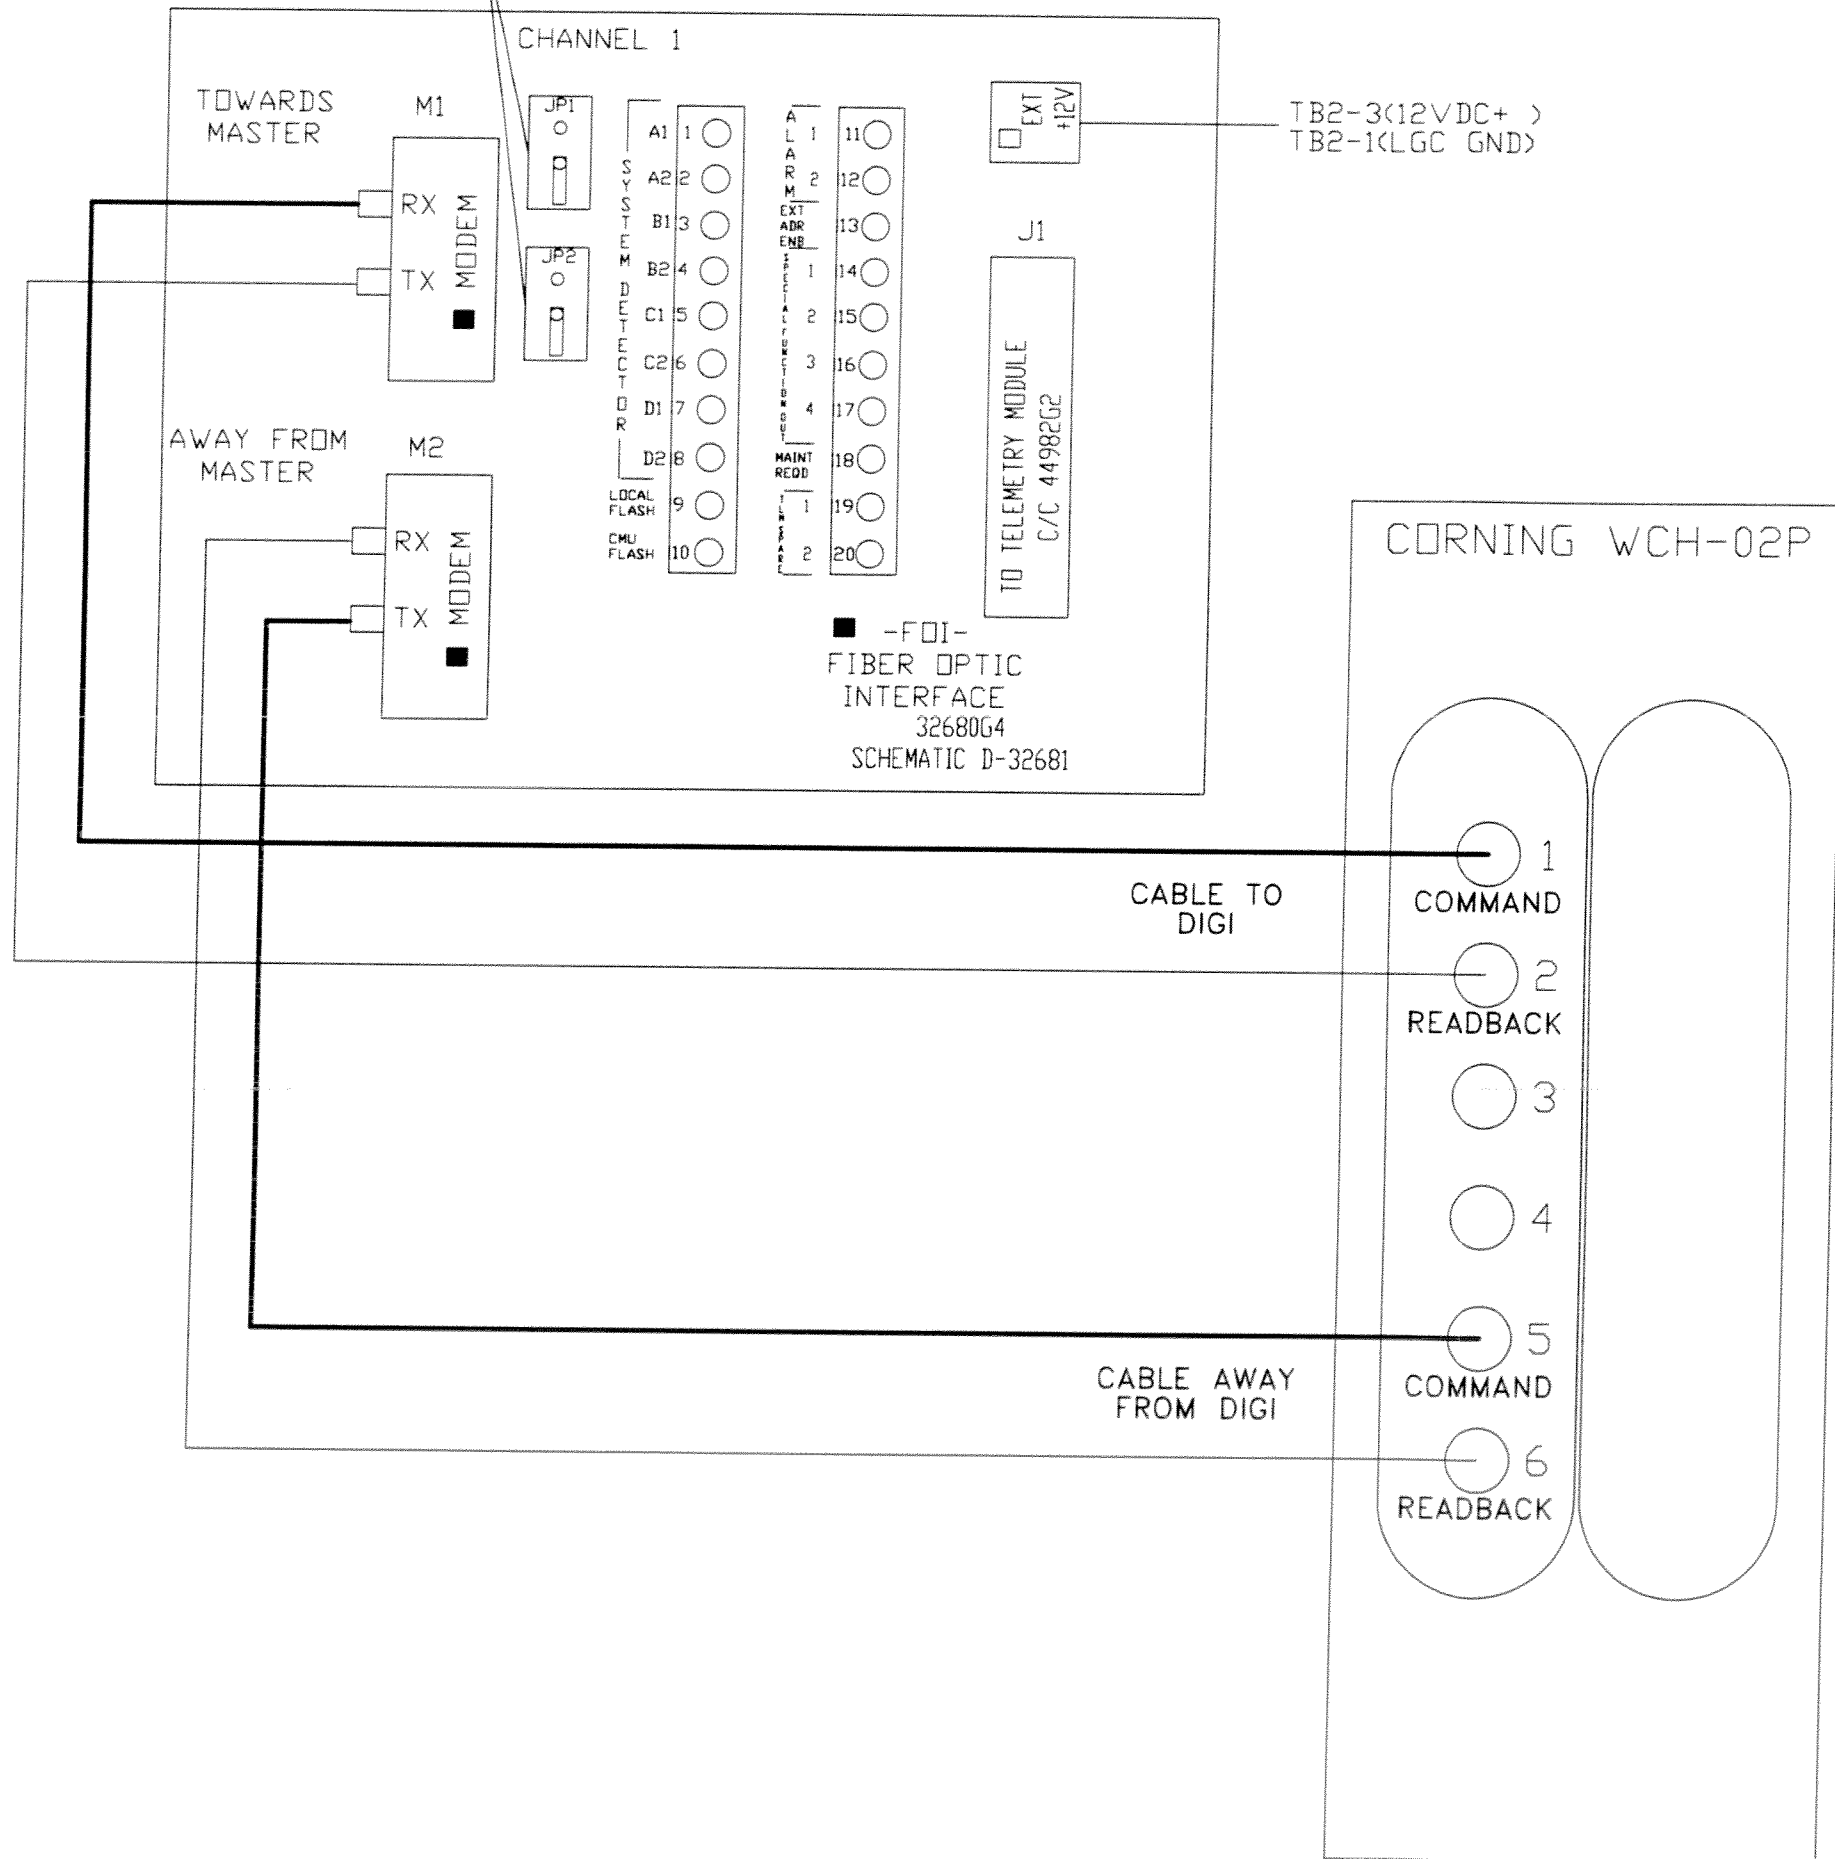 CHANNEL 1
TOWARDS
MASTER
M1
RX
TX
MODEM
JP1
JP2
AWAY FROM
MASTER
M2
RX
TX
MODEM
SYSTEM DETECTOR
A1 1
A2 2
B1 3
B2 4
C1 5
C2 6
D1 7
D2 8
LOCAL
FLASH 9
CMU
FLASH 10
ALARM
1 11
2 12
EXT
ADR
ENB 13
SPECIAL FUNCTION OUT
1 14
2 15
3 16
4 17
MAINT
REQD 18
TLM SPARE
1 19
2 20
EXT
+12V
TB2-3(12VDC+ )
TB2-1(LGC GND)
J1
TO TELEMETRY MODULE
C/C 44982G2
-FOI-
FIBER OPTIC
INTERFACE
32680G4
SCHEMATIC D-32681
CORNING WCH-02P
CABLE TO
DIGI
1
COMMAND
2
READBACK
3
4
CABLE AWAY
FROM DIGI
5
COMMAND
6
READBACK